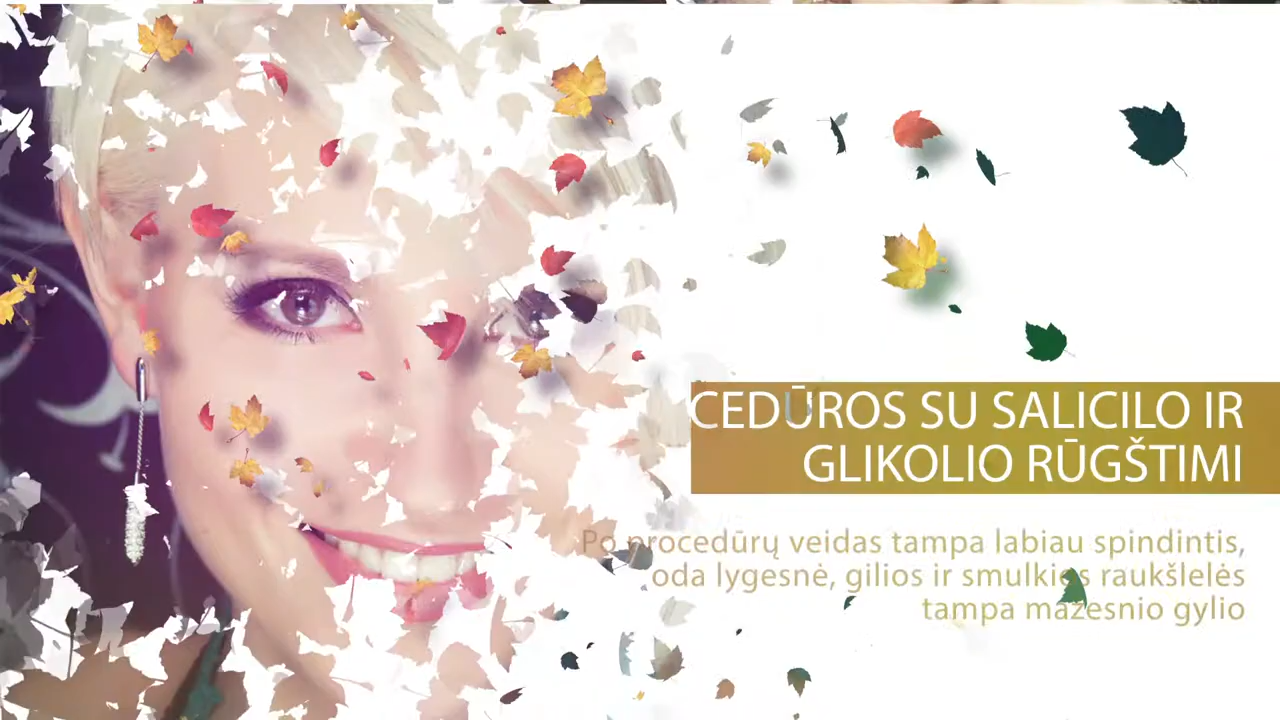 CEDŪROS SU SALICILO IR
GLIKOLIO RŪGŠTIMI
Po procedūrų veidas tampa labiau spindintis,
oda lygesnė, gilios ir smulkios raukšlelės
tampa mažesnio gylio